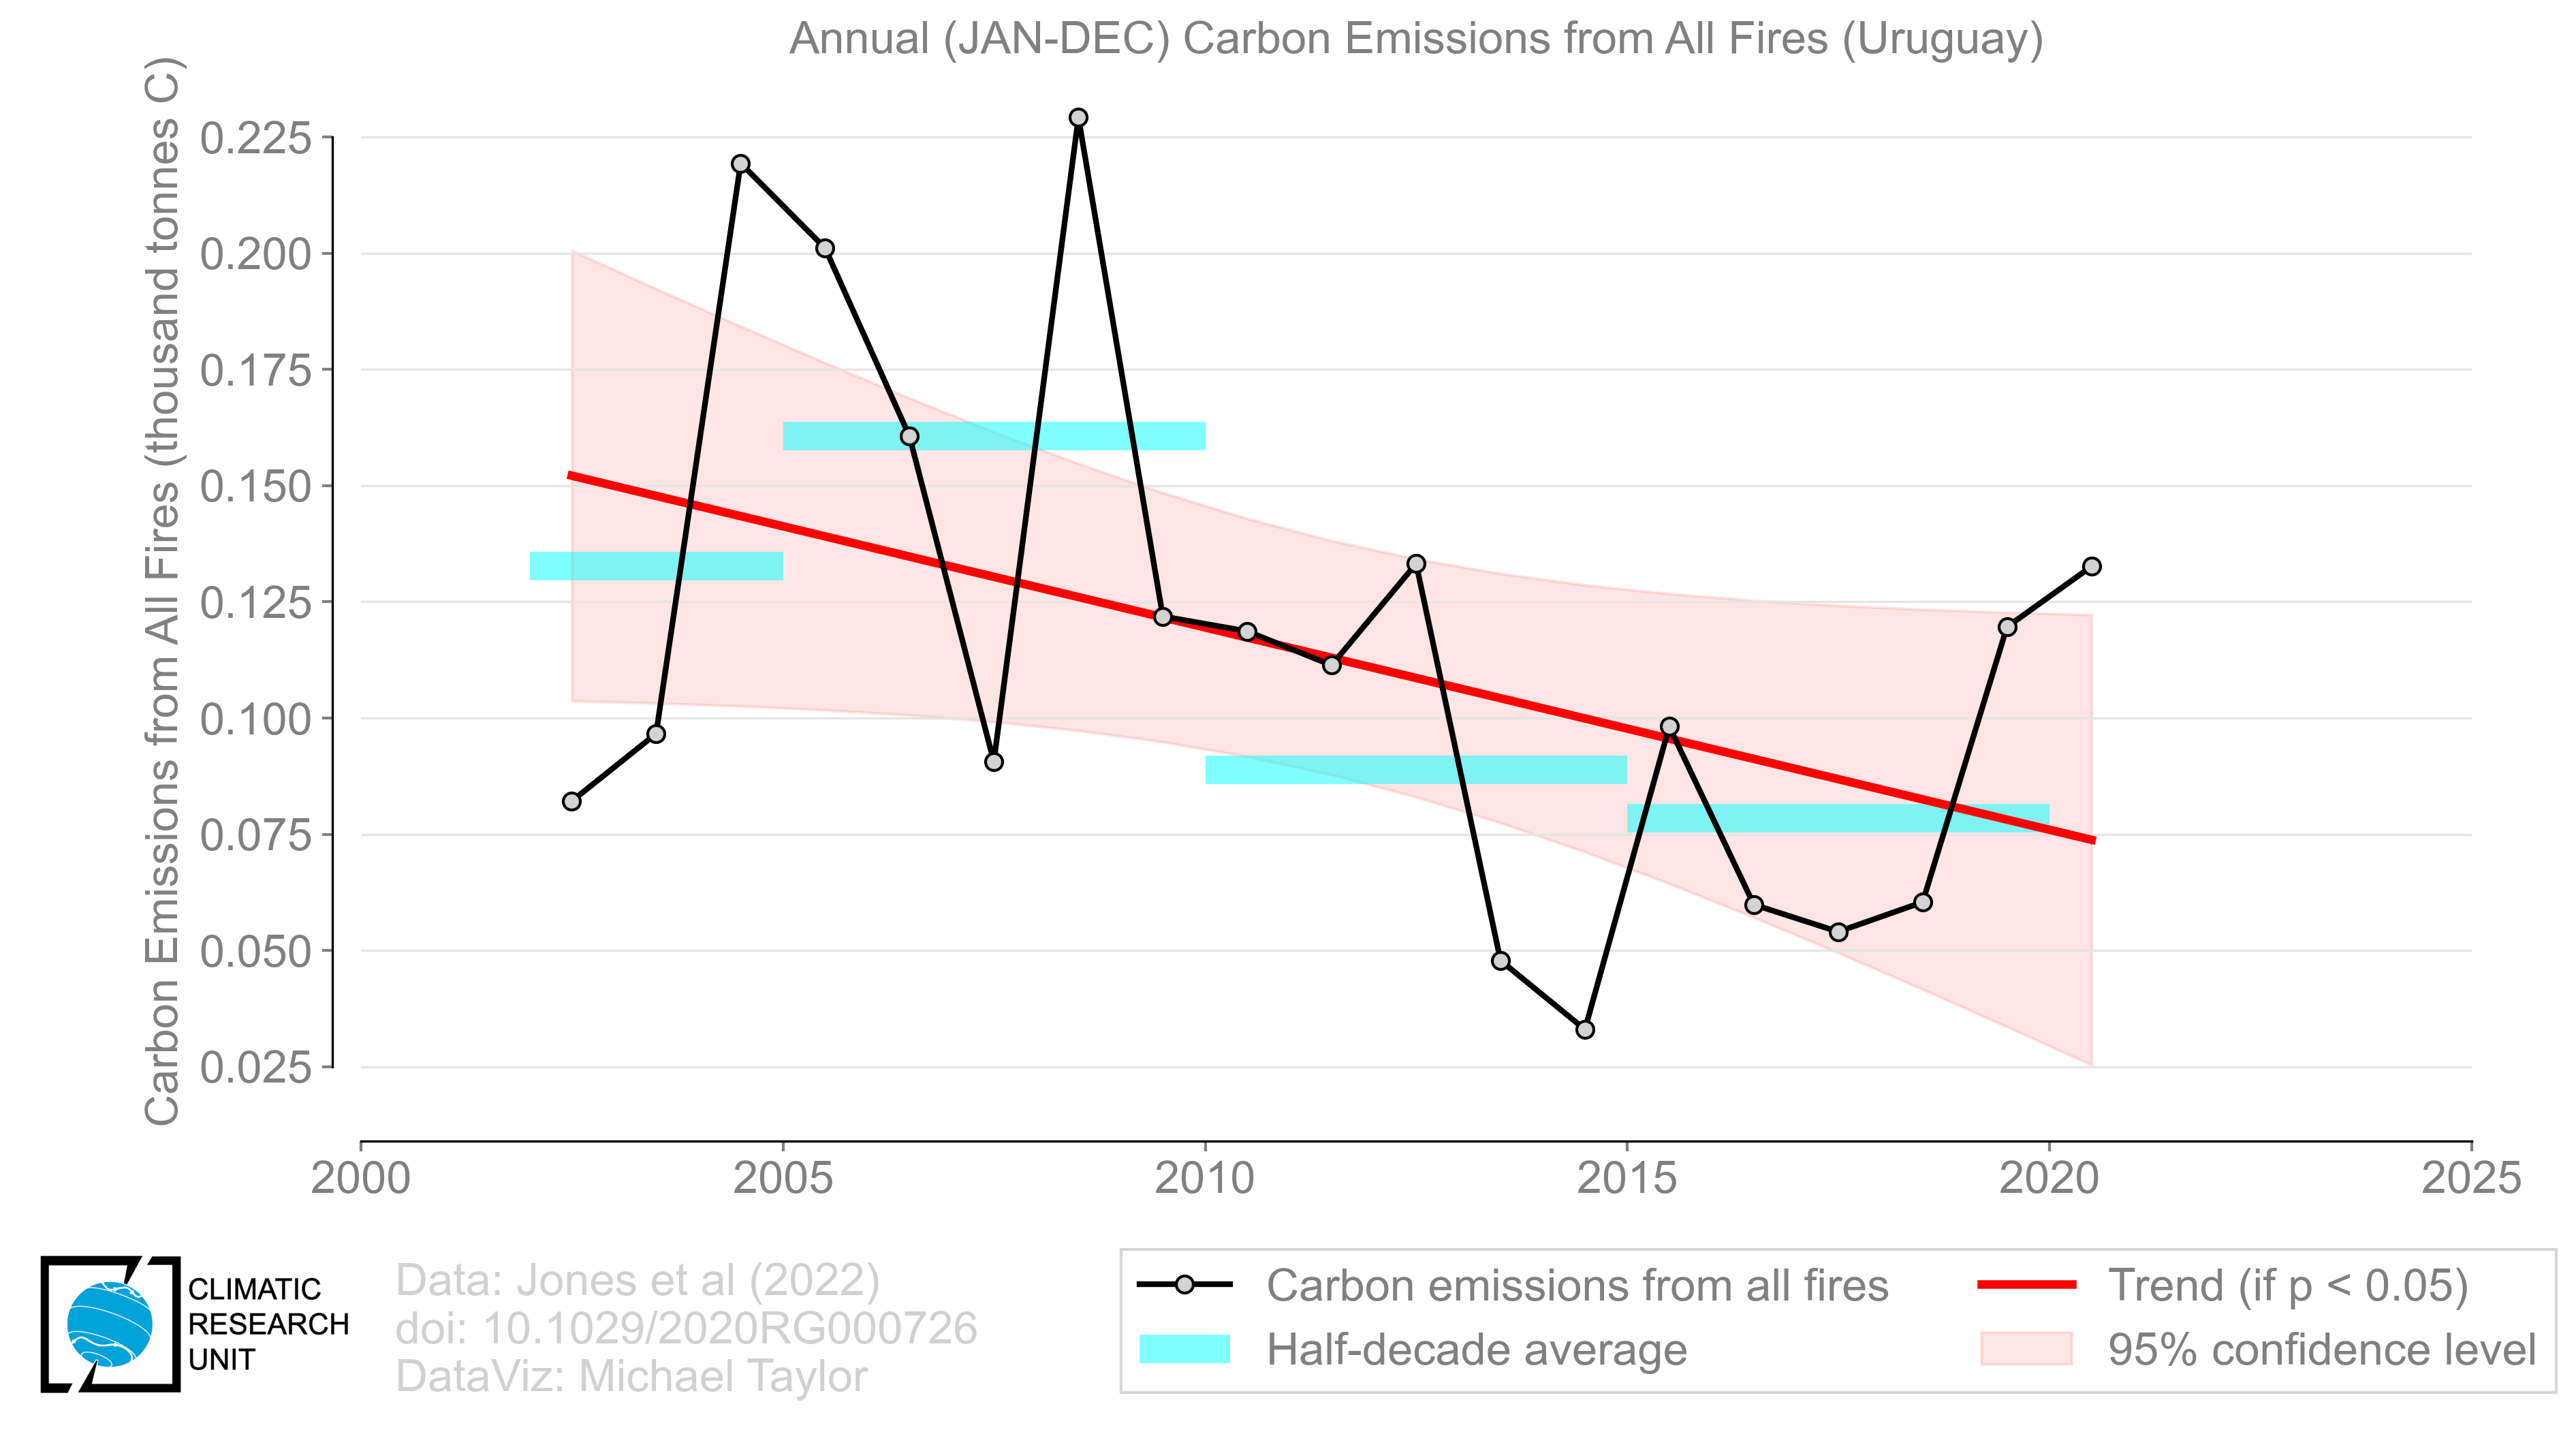 Annual (JAN-DEC) Carbon Emissions from All Fires (Uruguay)
Carbon Emissions from All Fires (thousand tonnes C)
0.225
0.200
0.175
0.150
0.125
0.100
0.075
0.050
0.025
2000
2005
2010
2015
2020
2025
CLIMATIC
RESEARCH
UNIT
Data: Jones et al (2022)
doi: 10.1029/2020RG000726
DataViz: Michael Taylor
Carbon emissions from all fires
Half-decade average
Trend (if p < 0.05)
95% confidence level